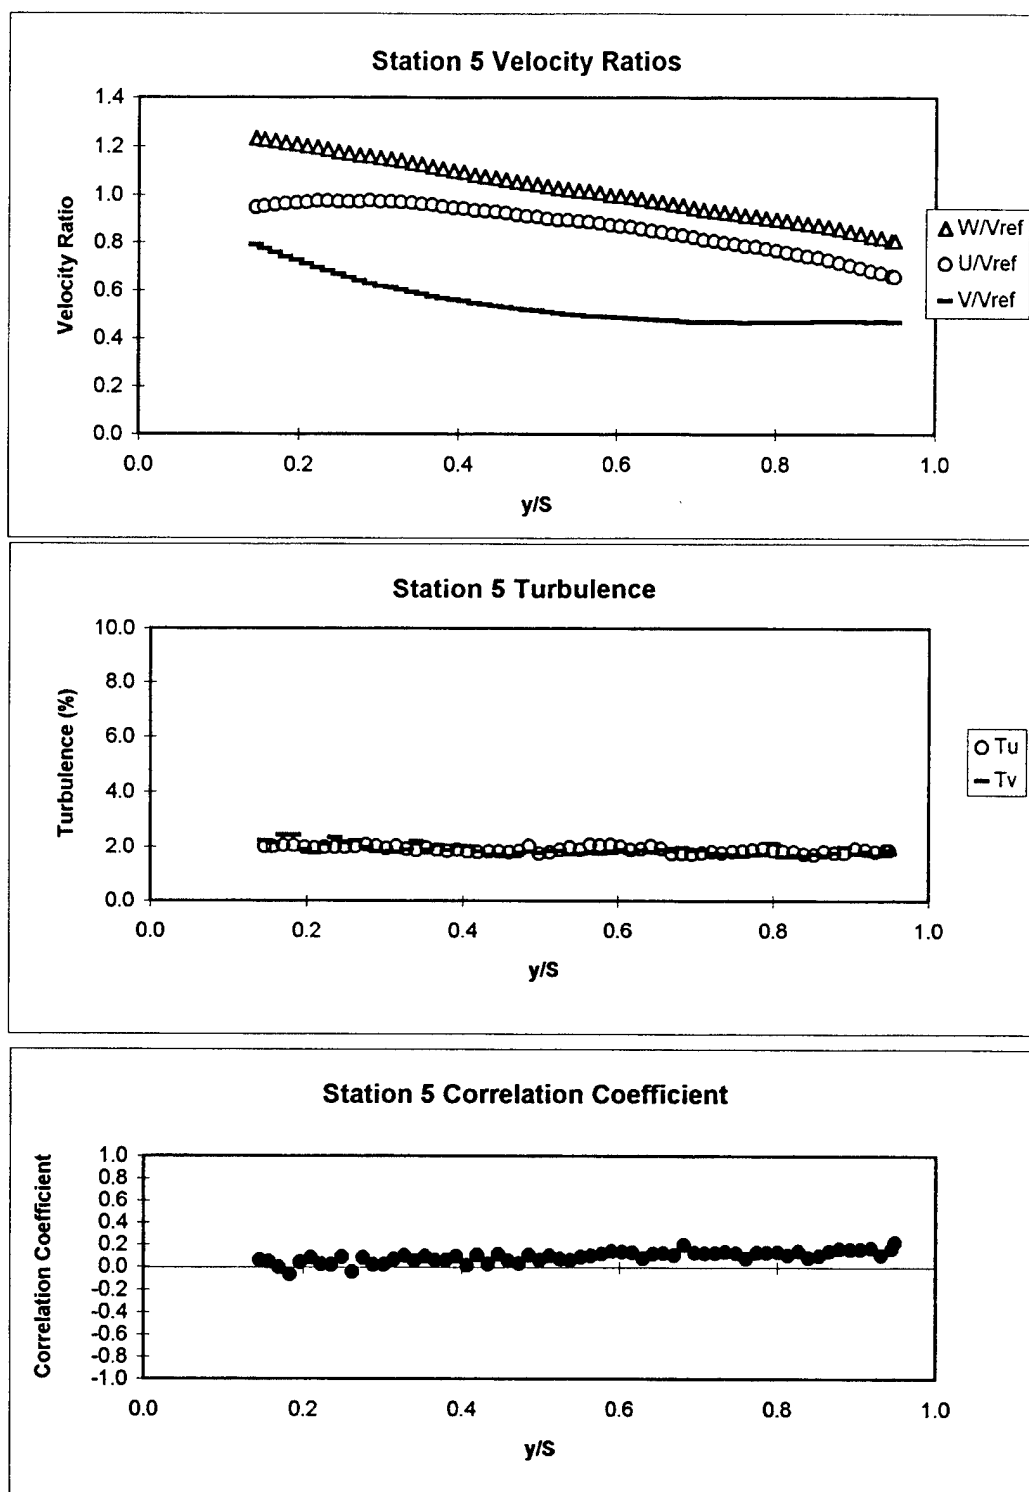 Station 5 Velocity Ratios
1.4
1.2
1.0
0.8
0.6
0.4
0.2
0.0
Velocity Ratio
0.0 0.2 0.4 0.6 0.8 1.0
y/S
W/Vref
U/Vref
V/Vref
Station 5 Turbulence
10.0
8.0
6.0
4.0
2.0
0.0
Turbulence (%)
0.0 0.2 0.4 0.6 0.8 1.0
y/S
Tu
Tv
Station 5 Correlation Coefficient
1.0
0.8
0.6
0.4
0.2
0.0
-0.2
-0.4
-0.6
-0.8
-1.0
Correlation Coefficient
0.0 0.2 0.4 0.6 0.8 1.0
y/S